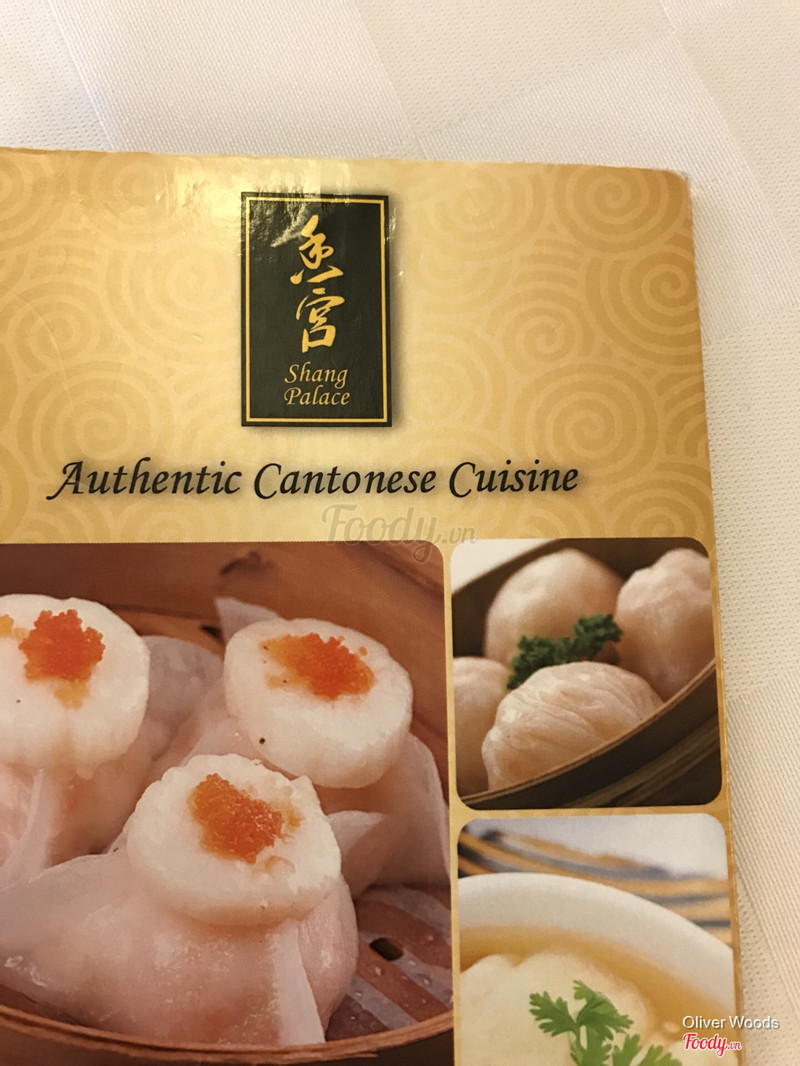 香宮
Shang
Palace
Authentic Cantonese Cuisine
Foody.vn
Oliver Woods
Foody.vn